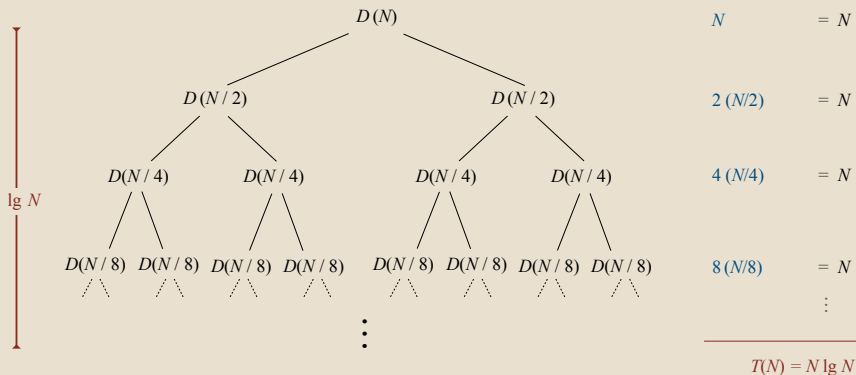 D(N) N = N
D(N / 2) D(N / 2) 2 (N/2) = N
D(N / 4) D(N / 4) D(N / 4) D(N / 4) 4 (N/4) = N
lg N
D(N / 8) D(N / 8) D(N / 8) D(N / 8) D(N / 8) D(N / 8) D(N / 8) D(N / 8) 8 (N/8) = N
⋮
⋮
T(N) = N lg N